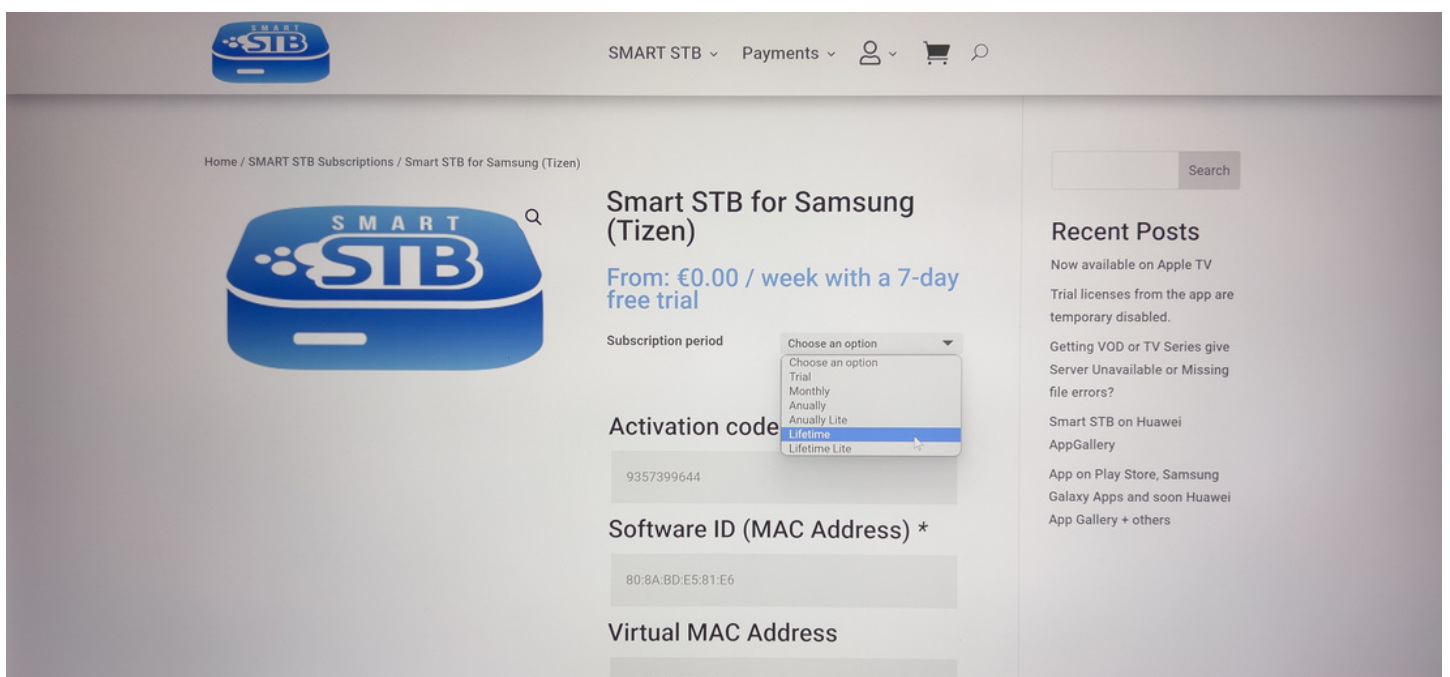 SMART
STB
SMART STB
Payments
Home / SMART STB Subscriptions / Smart STB for Samsung (Tizen)
SMART
STB
Smart STB for Samsung
(Tizen)
From: €0.00 / week with a 7-day
free trial
Subscription period
Choose an option
Choose an option
Trial
Monthly
Anually
Anually Lite
Lifetime
Lifetime Lite
Activation code
9357399644
Software ID (MAC Address) *
80:8A:BD:E5:81:E6
Virtual MAC Address
Search
Recent Posts
Now available on Apple TV
Trial licenses from the app are
temporary disabled.
Getting VOD or TV Series give
Server Unavailable or Missing
file errors?
Smart STB on Huawei
AppGallery
App on Play Store, Samsung
Galaxy Apps and soon Huawei
App Gallery + others